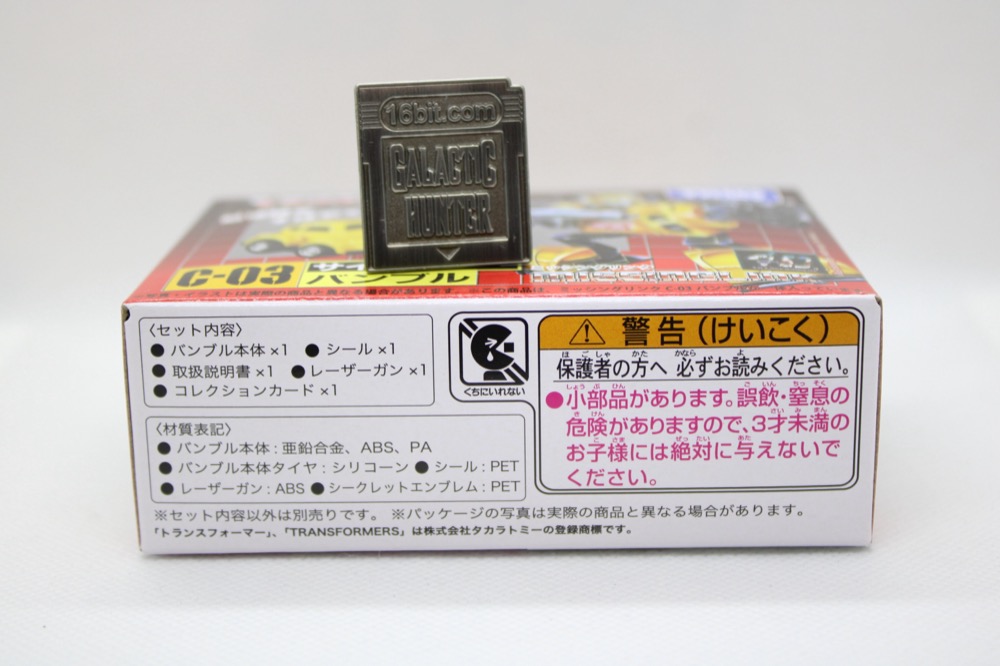 16bit.com
GALACTIC
HUNTER
C-03
バンブル
〈セット内容〉
● バンブル本体 ×1 ● シール ×1
● 取扱説明書 ×1 ● レーザーガン ×1
● コレクションカード ×1
〈材質表記〉
● バンブル本体 : 亜鉛合金、ABS、PA
● バンブル本体タイヤ : シリコーン ● シール : PET
● レーザーガン : ABS ● シークレットエンブレム : PET
くちにいれない
警告(けいこく)
保護者の方へ 必ずお読みください。
●小部品があります。誤飲・窒息の
危険がありますので、3才未満の
お子様には絶対に与えないで
ください。
※セット内容以外は別売りです。 ※パッケージの写真は実際の商品と異なる場合があります。
「トランスフォーマー」、「TRANSFORMERS」は株式会社タカラトミーの登録商標です。